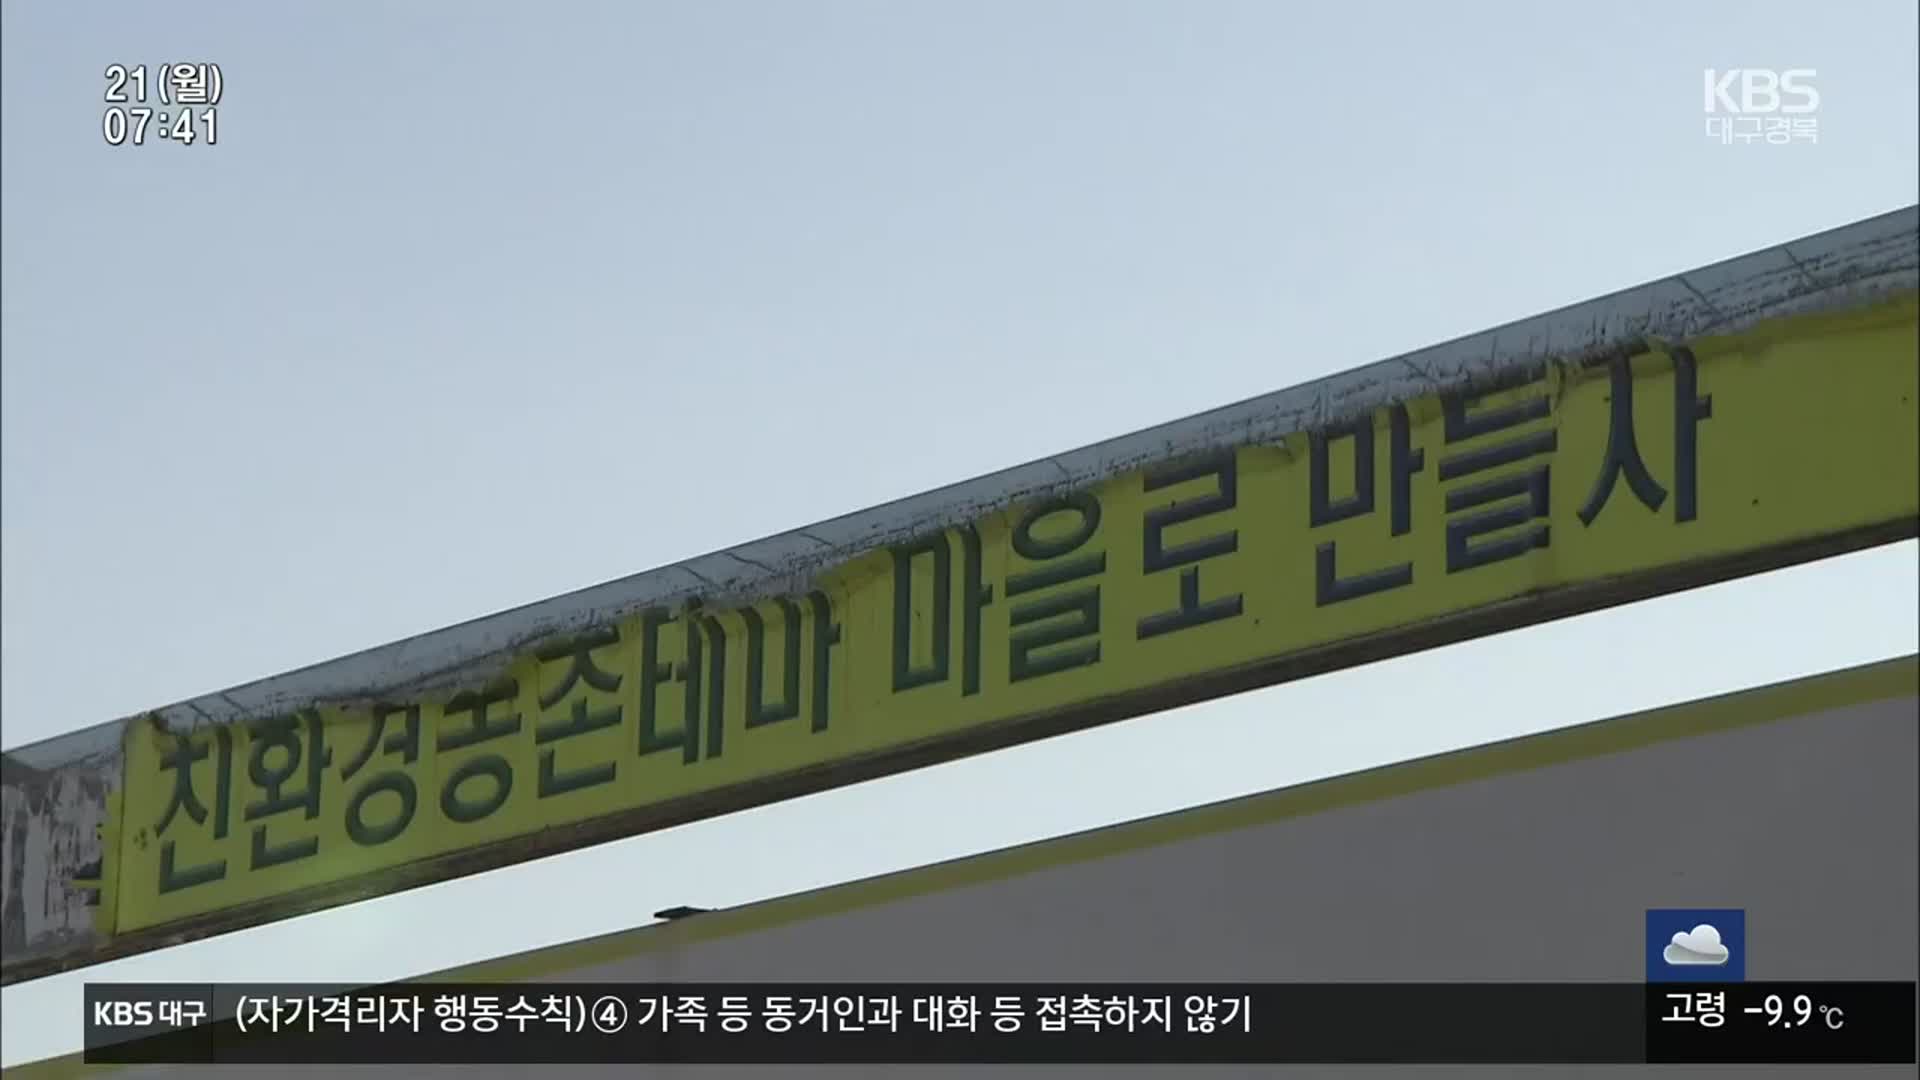 21(월)
07:41
KBS
대구경북
친환경농촌테마 마을로 만들자
KBS 대구 (자가격리자 행동수칙)④ 가족 등 동거인과 대화 등 접촉하지 않기
고령 -9.9℃